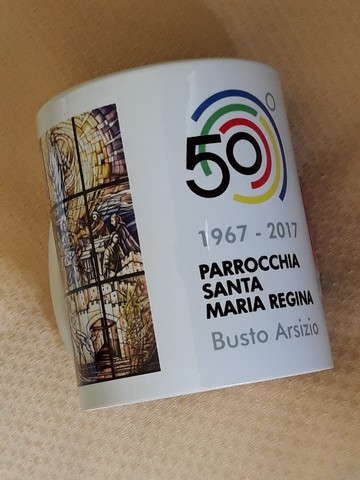 50°
1967 - 2017
PARROCCHIA
SANTA
MARIA REGINA
Busto Arsizio